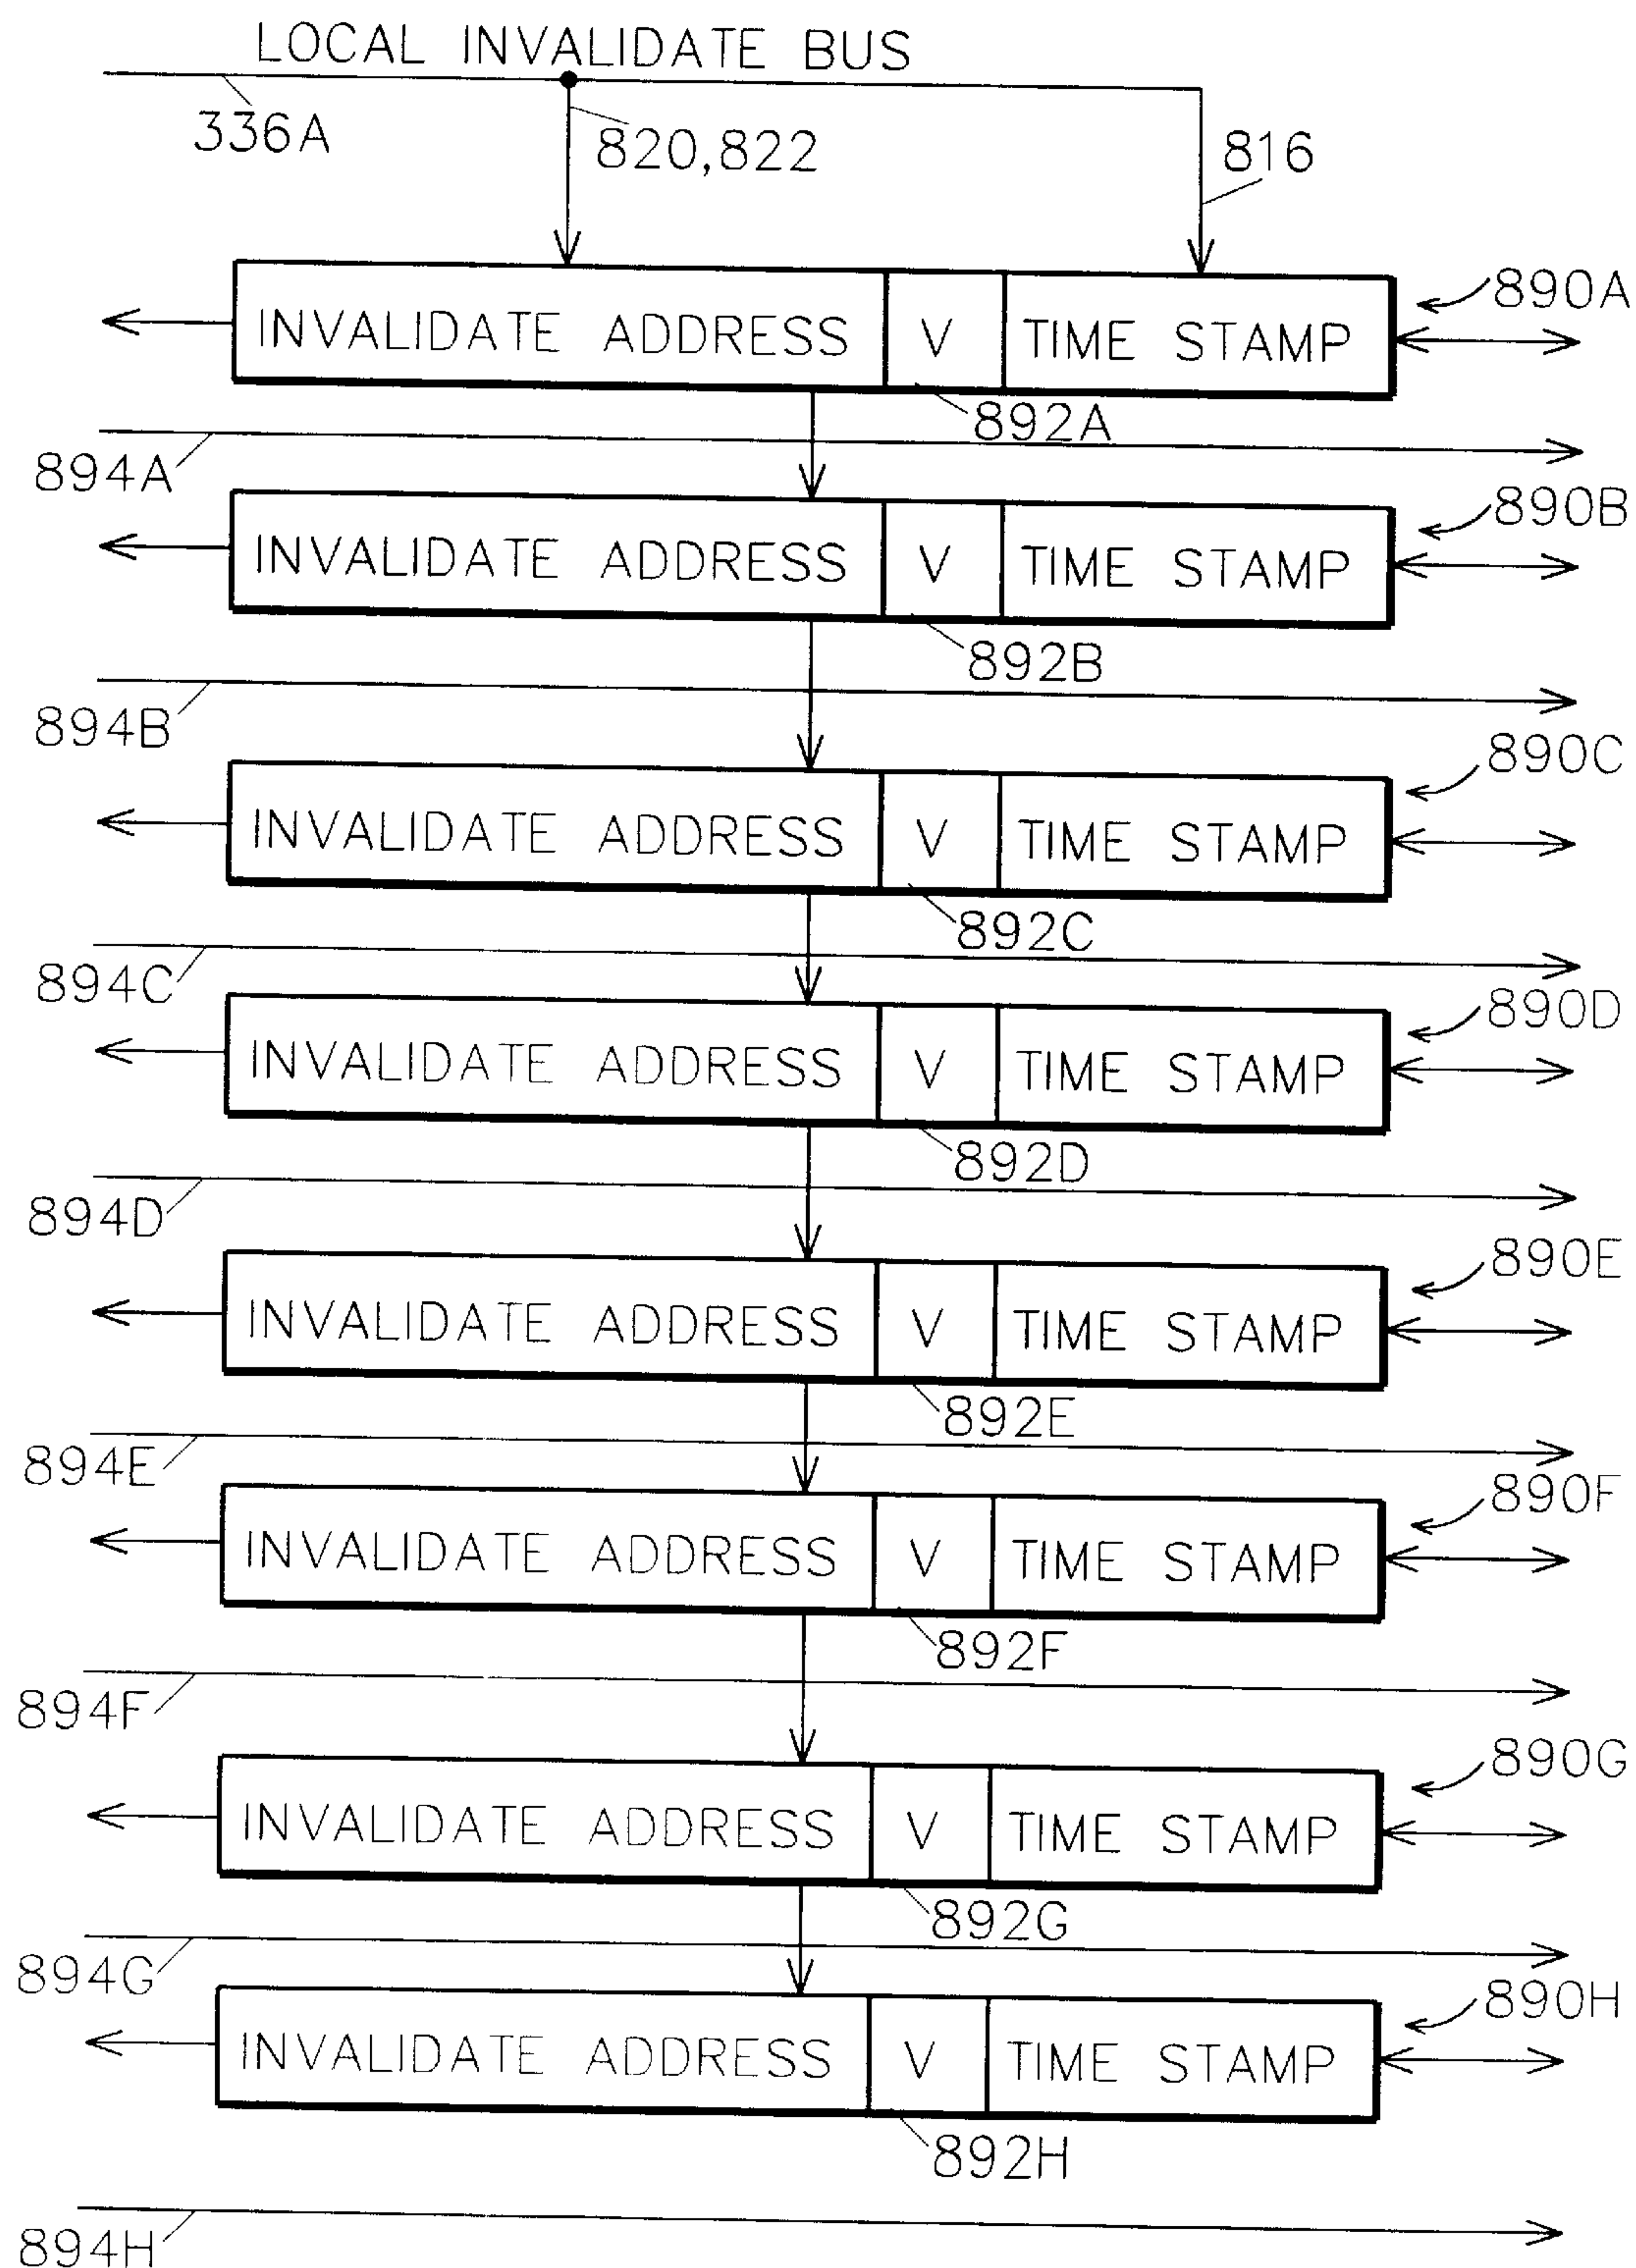 LOCAL INVALIDATE BUS
336A
820,822
816
890A
INVALIDATE ADDRESS V TIME STAMP
892A
894A
890B
INVALIDATE ADDRESS V TIME STAMP
892B
894B
890C
INVALIDATE ADDRESS V TIME STAMP
892C
894C
890D
INVALIDATE ADDRESS V TIME STAMP
892D
894D
890E
INVALIDATE ADDRESS V TIME STAMP
892E
894E
890F
INVALIDATE ADDRESS V TIME STAMP
892F
894F
890G
INVALIDATE ADDRESS V TIME STAMP
892G
894G
890H
INVALIDATE ADDRESS V TIME STAMP
892H
894H